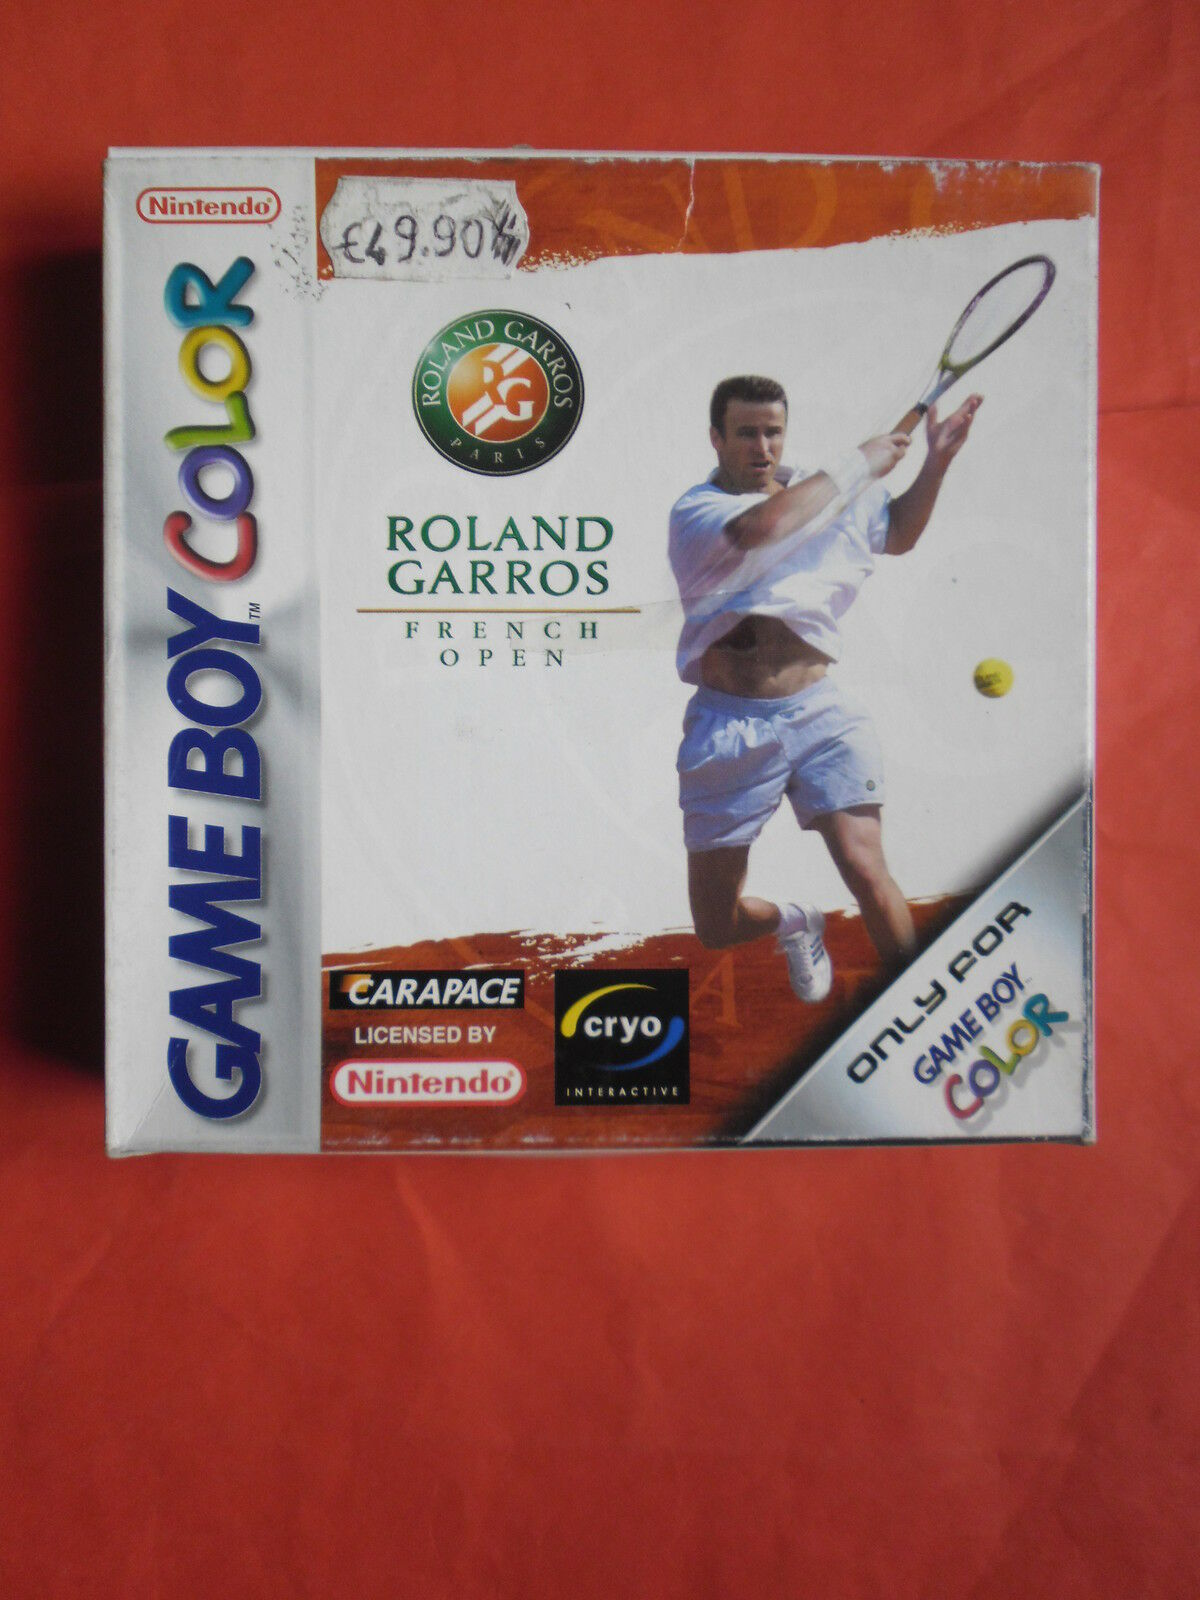 Nintendo
GAME BOY COLOR
TM
€49.90
ROLAND GARROS
RG
PARIS
ROLAND
GARROS
FRENCH
OPEN
CARAPACE
LICENSED BY
Nintendo
cryo
INTERACTIVE
ONLY FOR
GAME BOY
COLOR